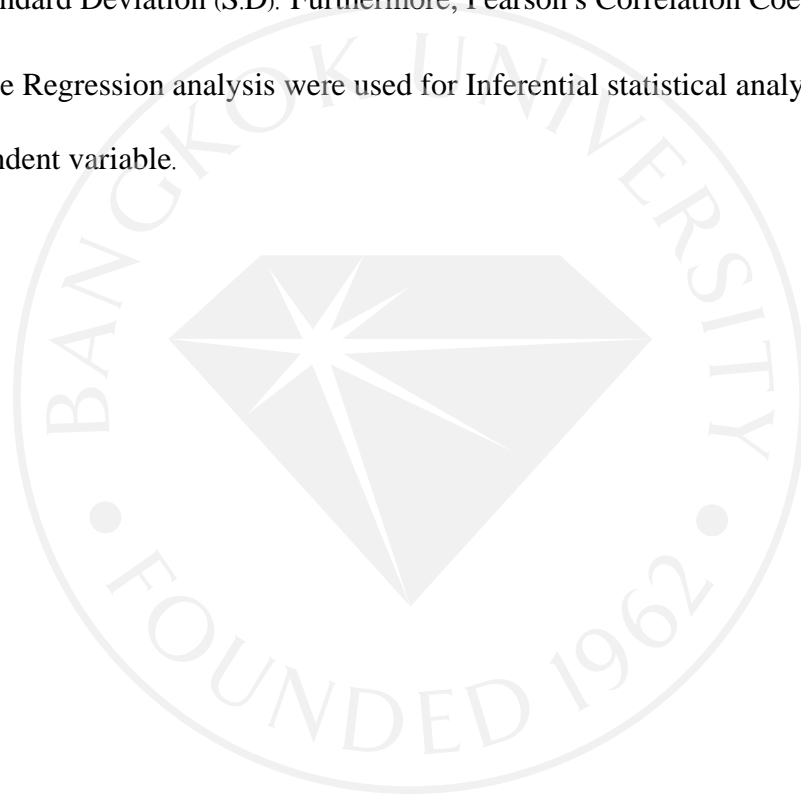 ndard Deviation (S.D). Furthermore, Pearson's Correlation Coe
e Regression analysis were used for Inferential statistical analy
ndent variable.
BANGKOK UNIVERSITY
• FOUNDED 1962 •